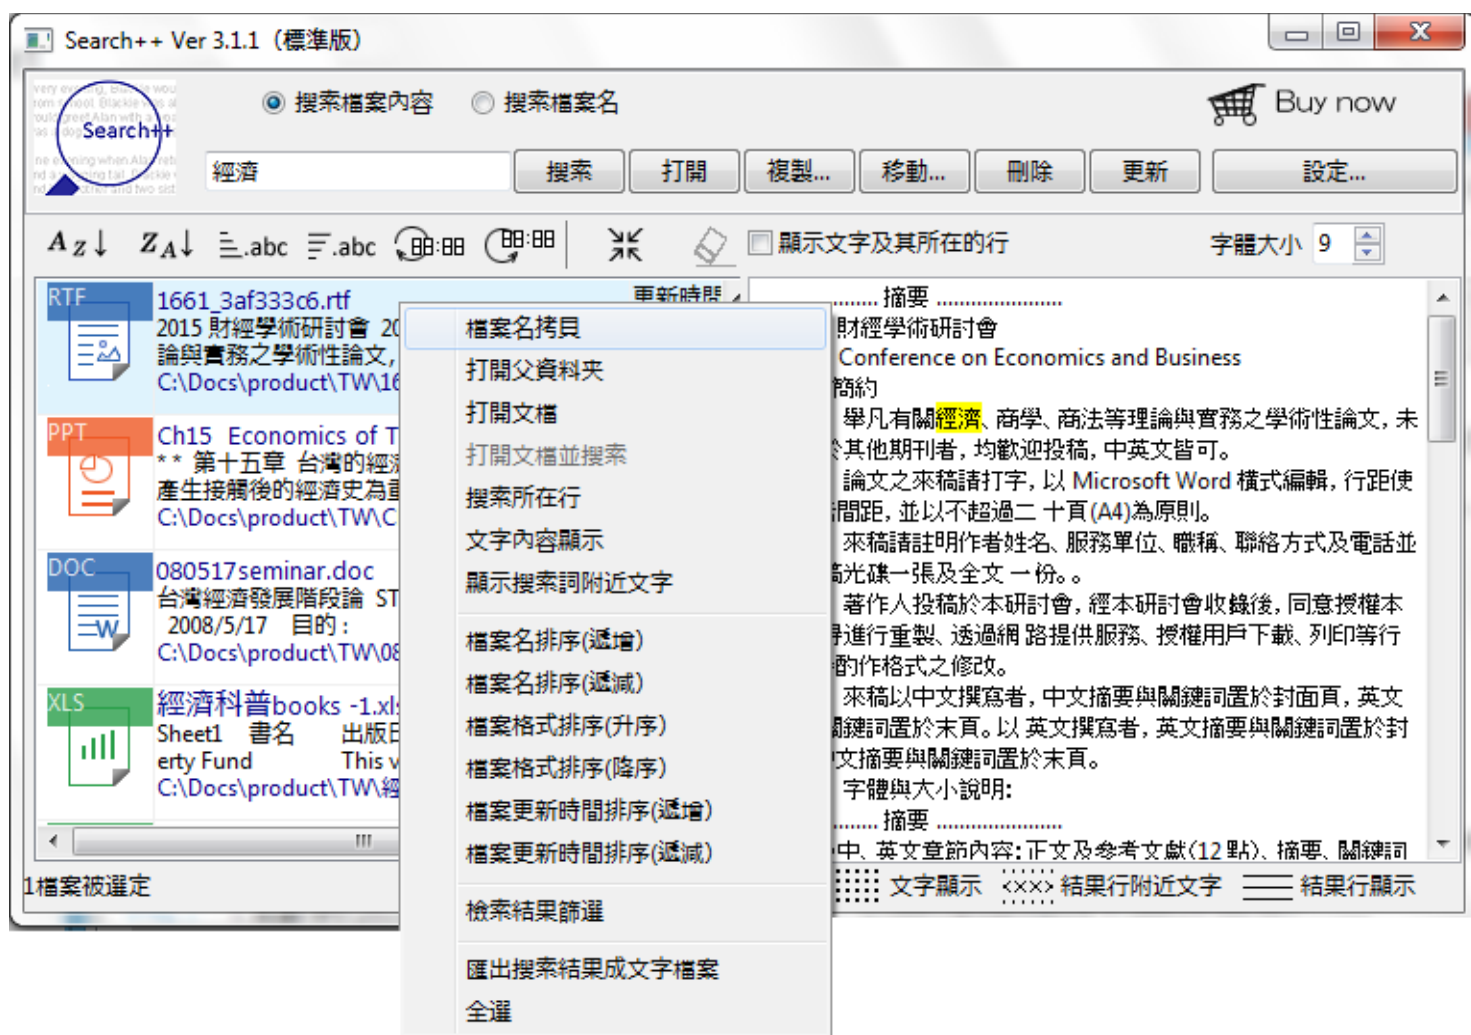 Search++ Ver 3.1.1（標準版）
Search++
搜索檔案內容
搜索檔案名
Buy now
經濟
搜索
打開
複製...
移動...
刪除
更新
設定...
A Z↓
Z A↓
.abc
.abc
顯示文字及其所在的行
字體大小 9
RTF
1661_3af333c6.rtf
更新時間
2015 財經學術研討會
論與實務之學術性論文,
C:\Docs\product\TW\16
PPT
Ch15 Economics of T
** 第十五章 台灣的經濟
產生接觸後的經濟史為重
C:\Docs\product\TW\C
DOC
080517seminar.doc
台灣經濟發展階段論 ST
2008/5/17 目的:
C:\Docs\product\TW\08
XLS
經濟科普books -1.xls
Sheet1 書名 出版日
erty Fund This v
C:\Docs\product\TW\經
1檔案被選定
檔案名拷貝
打開父資料夾
打開文檔
打開文檔並搜索
搜索所在行
文字內容顯示
顯示搜索詞附近文字
檔案名排序(遞增)
檔案名排序(遞減)
檔案格式排序(升序)
檔案格式排序(降序)
檔案更新時間排序(遞增)
檔案更新時間排序(遞減)
檢索結果篩選
匯出搜索結果成文字檔案
全選
......... 摘要 ......................
財經學術研討會
Conference on Economics and Business
簡約
舉凡有關經濟、商學、商法等理論與實務之學術性論文, 未
於其他期刊者, 均歡迎投稿, 中英文皆可。
論文之來稿請打字, 以 Microsoft Word 橫式編輯, 行距使
間距, 並以不超過二 十頁(A4)為原則。
來稿請註明作者姓名、服務單位、職稱、聯絡方式及電話並
光碟一張及全文 一份。。
著作人投稿於本研討會, 經本研討會收錄後, 同意授權本
進行重製、透過網 路提供服務、授權用戶下載、列印等行
酌作格式之修改。
來稿以中文撰寫者, 中文摘要與關鍵詞置於封面頁, 英文
關鍵詞置於末頁。以 英文撰寫者, 英文摘要與關鍵詞置於封
文摘要與關鍵詞置於末頁。
字體與大小說明:
......... 摘要 ......................
中、英文章節內容: 正文及參考文獻(12 點)、摘要、關鍵詞
文字顯示
<xx> 結果行附近文字
結果行顯示